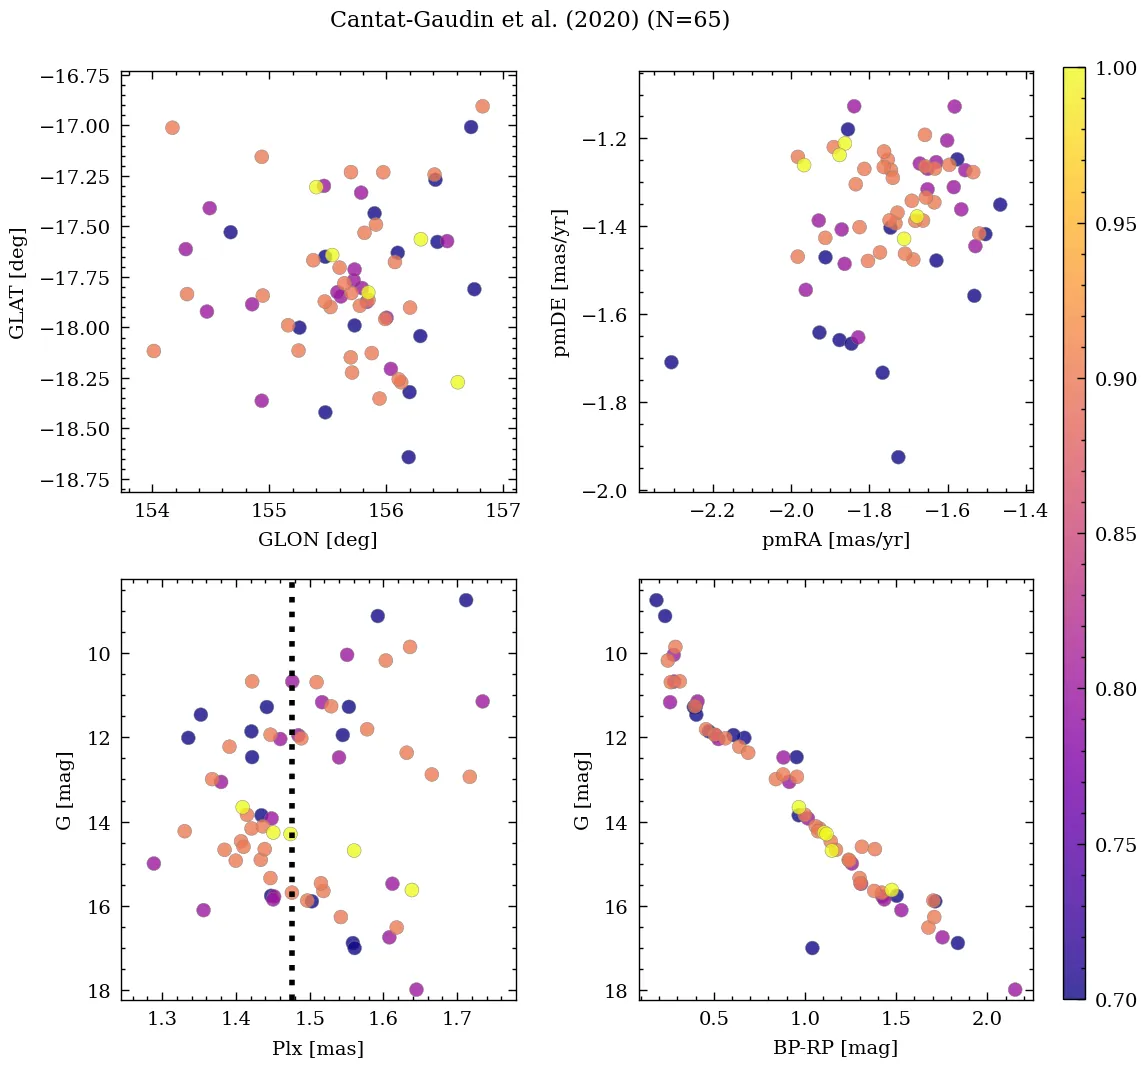 Cantat-Gaudin et al. (2020) (N=65)
−16.75
−17.00
−17.25
−17.50
−17.75
−18.00
−18.25
−18.50
−18.75
GLAT [deg]
154 155 156 157
GLON [deg]
−1.2
−1.4
−1.6
−1.8
−2.0
pmDE [mas/yr]
−2.2 −2.0 −1.8 −1.6 −1.4
pmRA [mas/yr]
10
12
14
16
18
G [mag]
1.3 1.4 1.5 1.6 1.7
Plx [mas]
10
12
14
16
18
G [mag]
0.5 1.0 1.5 2.0
BP-RP [mag]
1.00
0.95
0.90
0.85
0.80
0.75
0.70